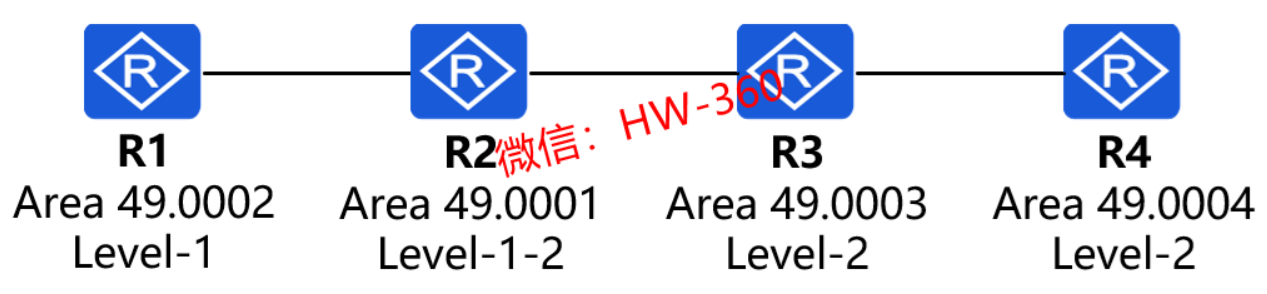 R R R R
微信：HW-360
R1 R2 R3 R4
Area 49.0002 Area 49.0001 Area 49.0003 Area 49.0004
Level-1 Level-1-2 Level-2 Level-2